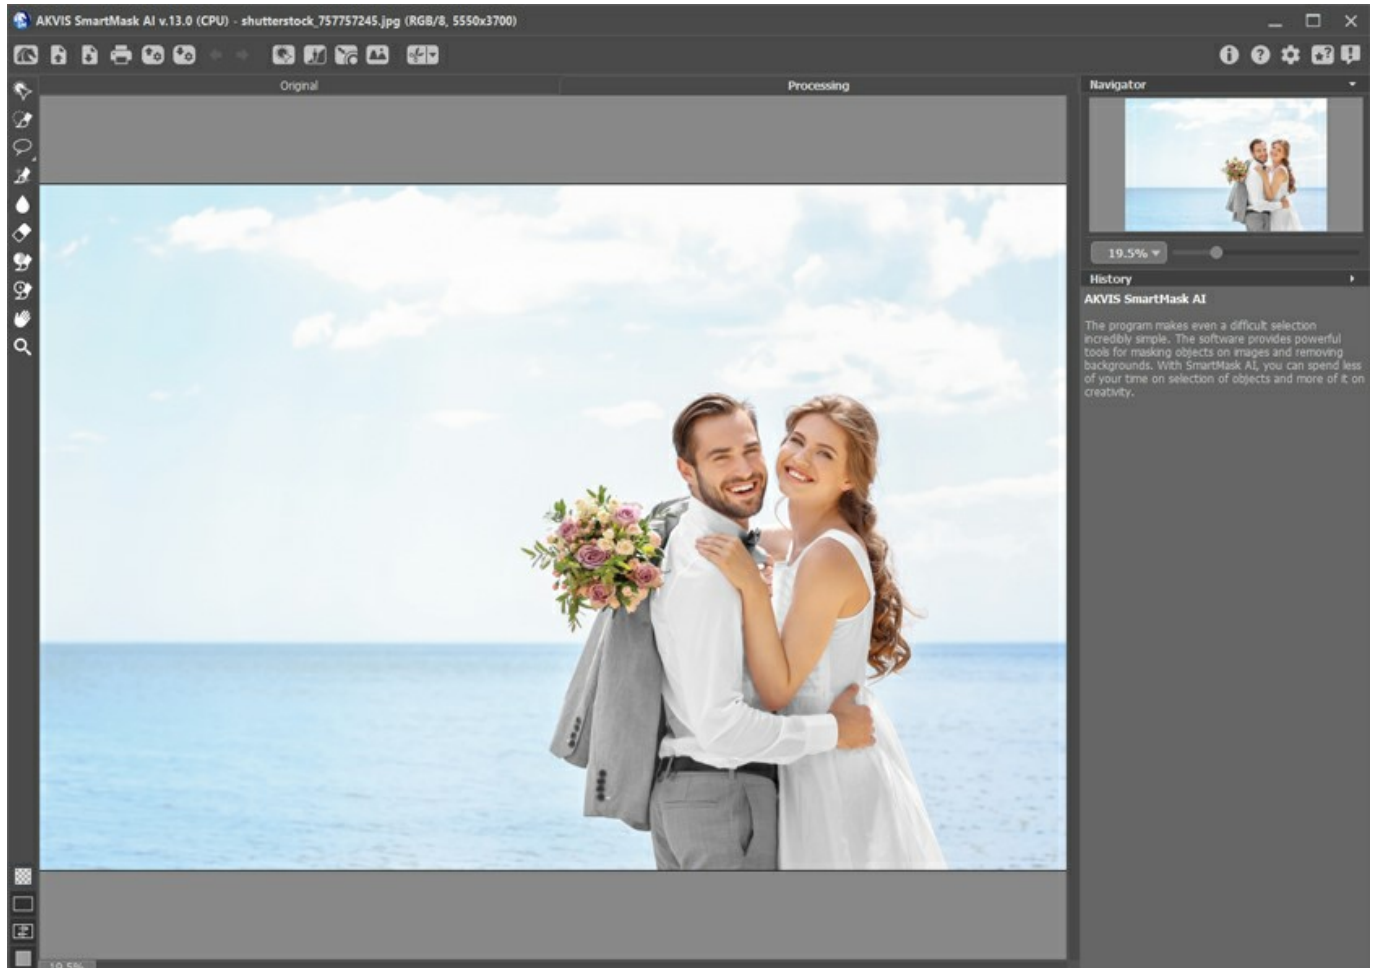 AKVIS SmartMask AI v.13.0 (CPU) - shutterstock_757757245.jpg (RGB/8, 5550x3700)
Original
Processing
Navigator
19.5%
History
AKVIS SmartMask AI
The program makes even a difficult selection
incredibly simple. The software provides powerful
tools for masking objects on images and removing
backgrounds. With SmartMask AI, you can spend less
of your time on selection of objects and more of it on
creativity.
19.5%